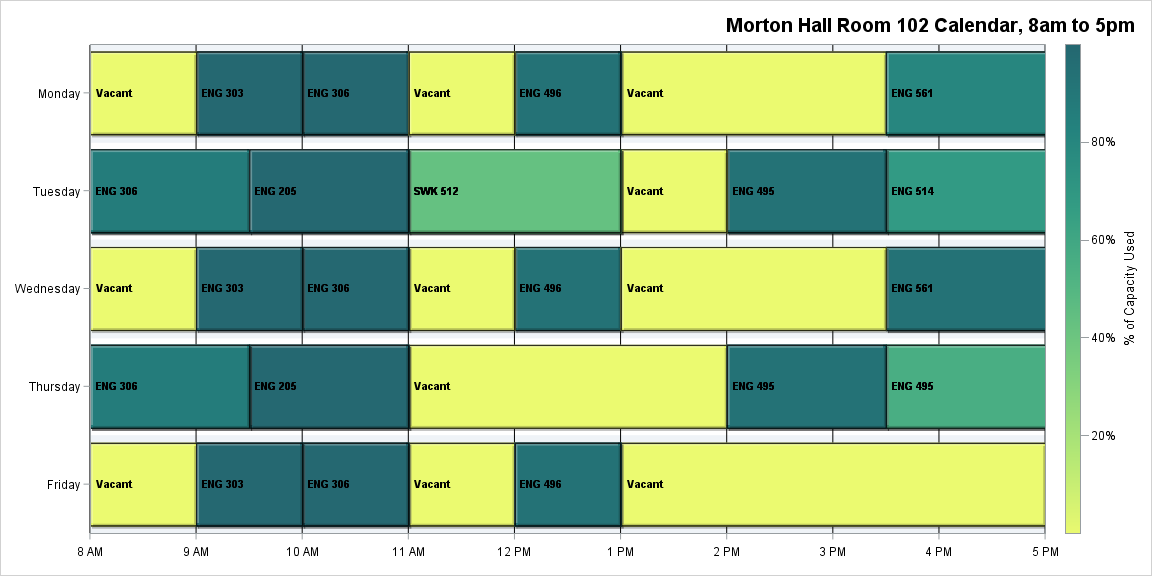 Morton Hall Room 102 Calendar, 8am to 5pm
Monday
Vacant
ENG 303
ENG 306
Vacant
ENG 496
Vacant
ENG 561
Tuesday
ENG 306
ENG 205
SWK 512
Vacant
ENG 495
ENG 514
Wednesday
Vacant
ENG 303
ENG 306
Vacant
ENG 496
Vacant
ENG 561
Thursday
ENG 306
ENG 205
Vacant
ENG 495
ENG 495
Friday
Vacant
ENG 303
ENG 306
Vacant
ENG 496
Vacant
8 AM
9 AM
10 AM
11 AM
12 PM
1 PM
2 PM
3 PM
4 PM
5 PM
80%
60%
40%
20%
% of Capacity Used